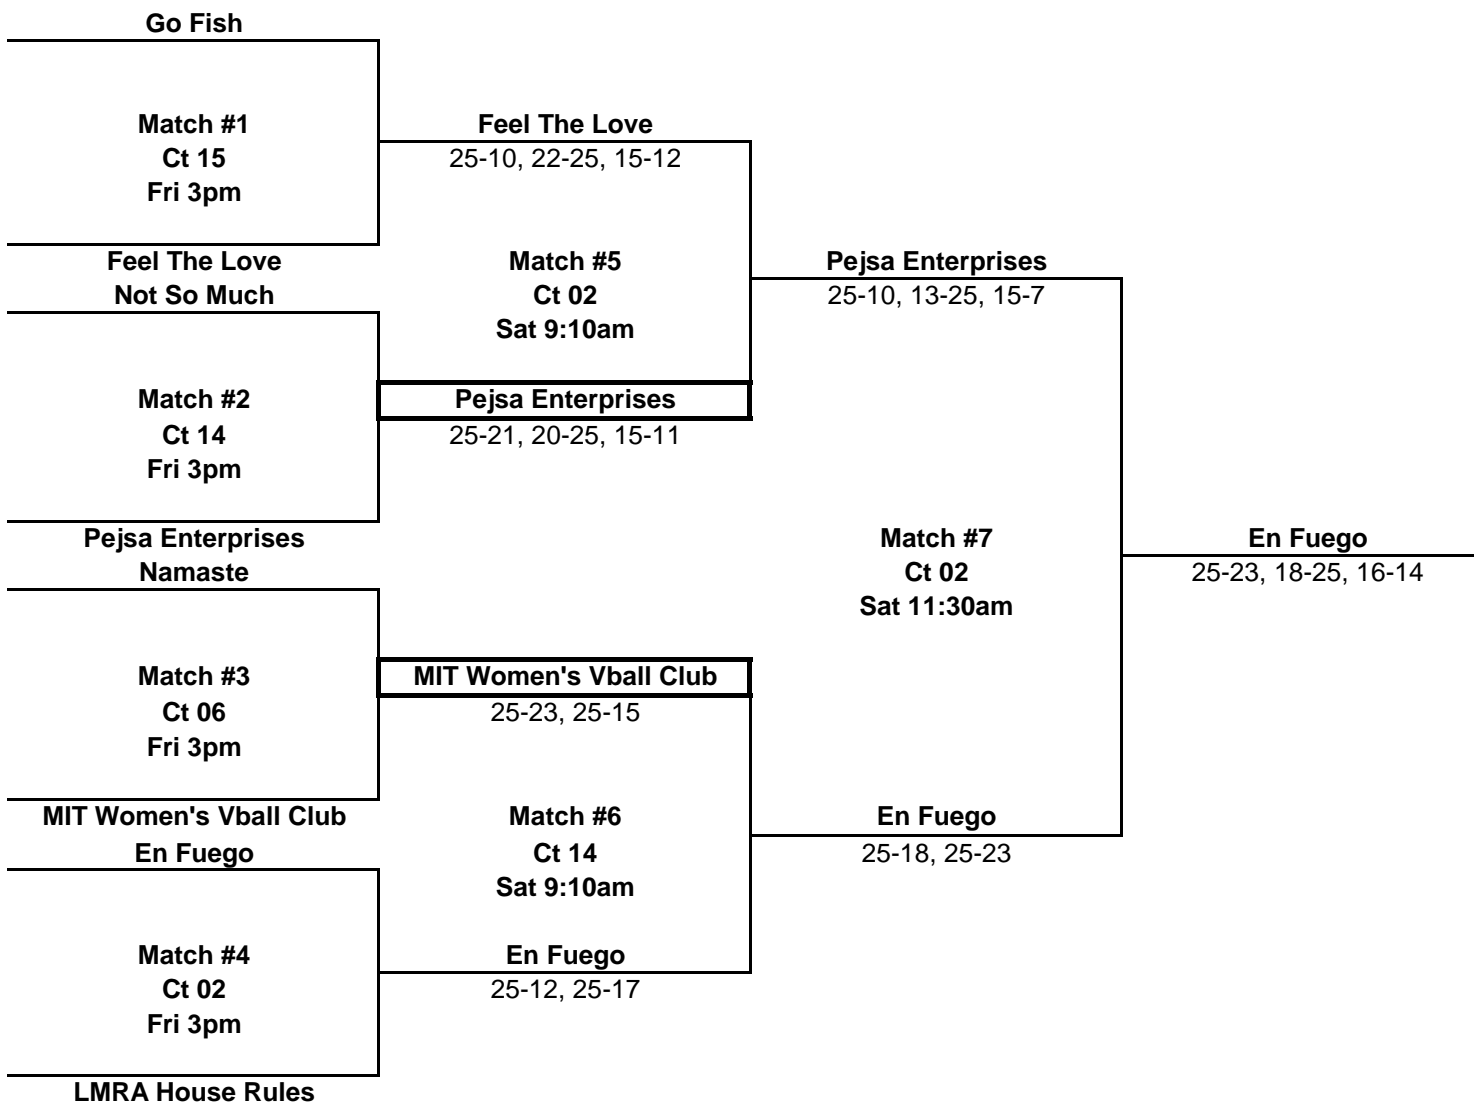 Go Fish
Match #1
Ct 15
Fri 3pm
Feel The Love
Not So Much
Match #2
Ct 14
Fri 3pm
Pejsa Enterprises
Namaste
Match #3
Ct 06
Fri 3pm
MIT Women's Vball Club
En Fuego
Match #4
Ct 02
Fri 3pm
LMRA House Rules
Feel The Love
25-10, 22-25, 15-12
Match #5
Ct 02
Sat 9:10am
Pejsa Enterprises
25-21, 20-25, 15-11
MIT Women's Vball Club
25-23, 25-15
Match #6
Ct 14
Sat 9:10am
En Fuego
25-12, 25-17
Pejsa Enterprises
25-10, 13-25, 15-7
Match #7
Ct 02
Sat 11:30am
En Fuego
25-18, 25-23
En Fuego
25-23, 18-25, 16-14